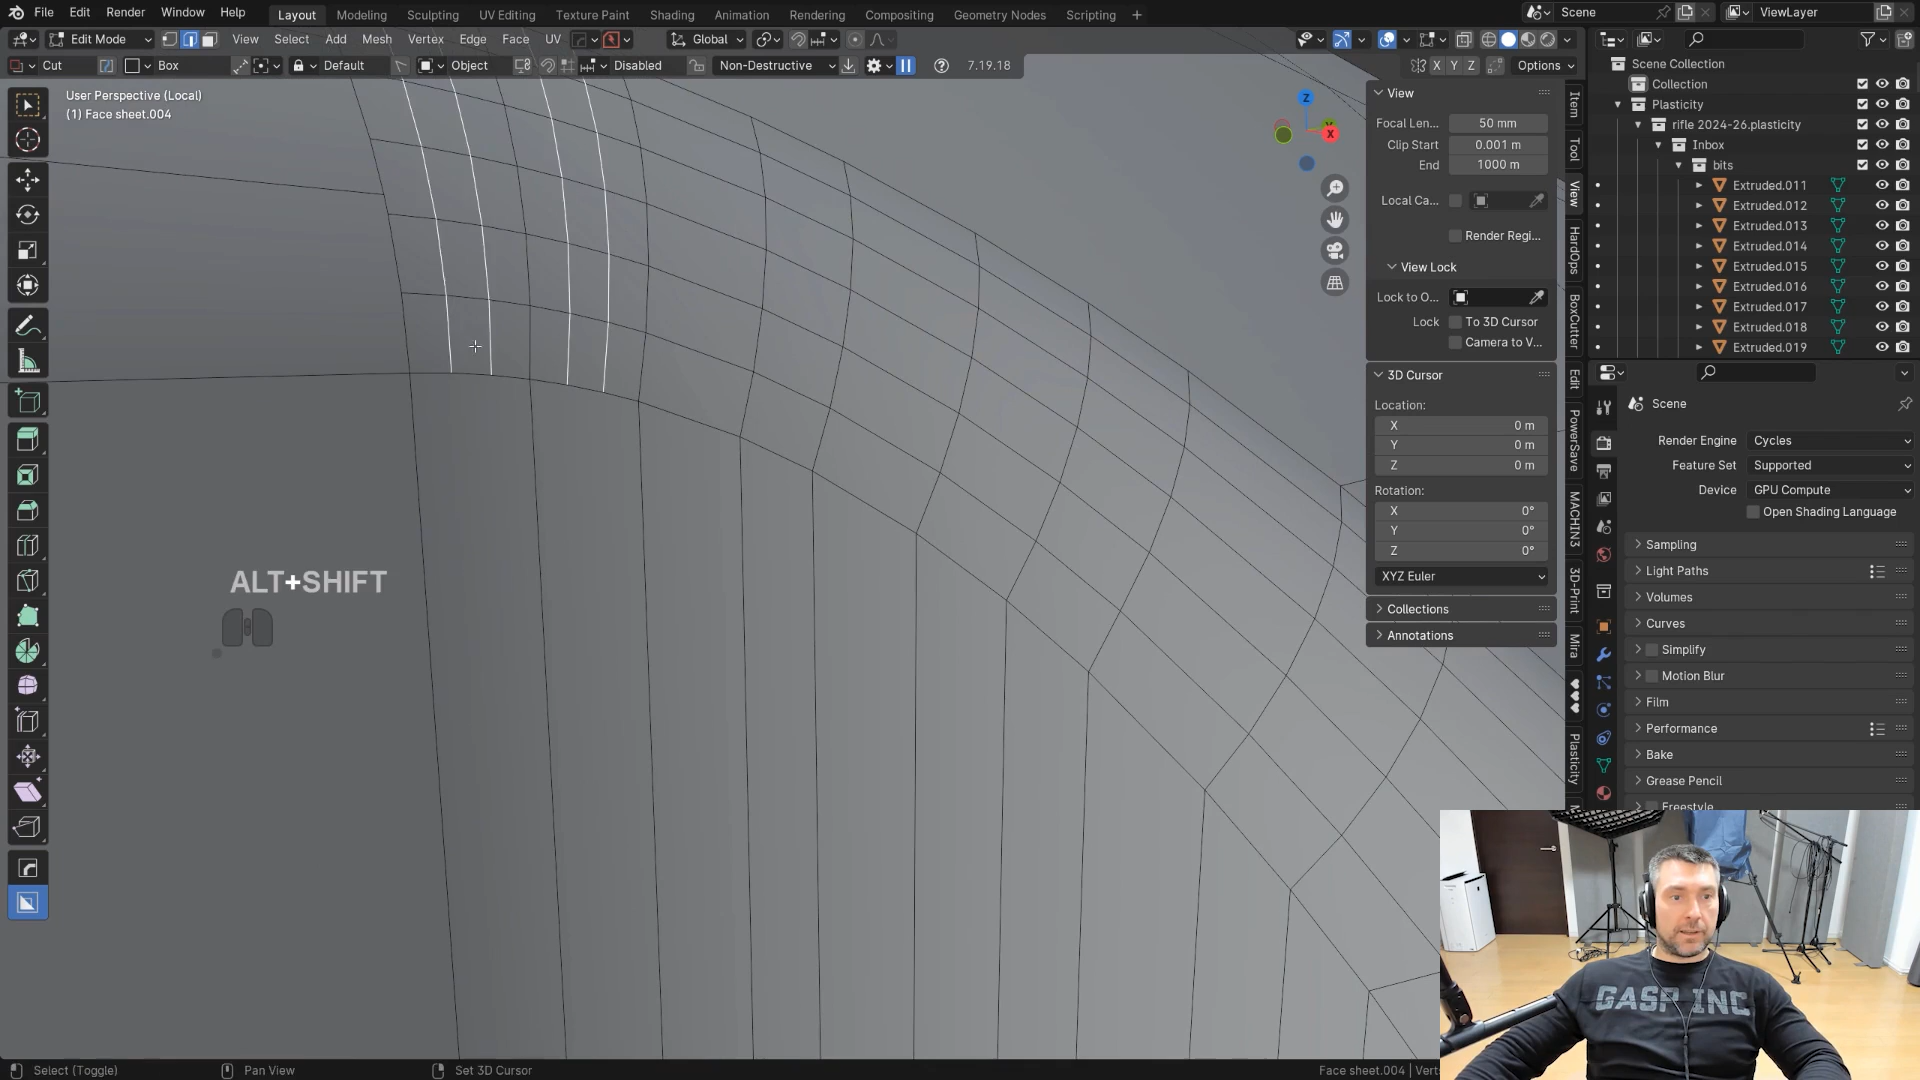 File Edit Render Window Help
Layout Modeling Sculpting UV Editing Texture Paint Shading Animation Rendering Compositing Geometry Nodes Scripting +
Scene
ViewLayer
Edit Mode View Select Add Mesh Vertex Edge Face UV Global
Cut Box Default Object Disabled Non-Destructive 7.19.18 X Y Z Options
User Perspective (Local)
(1) Face sheet.004
Z
X
ALT+SHIFT
View
Focal Len... 50 mm
Clip Start 0.001 m
End 1000 m
Local Ca...
Render Regi...
View Lock
Lock to O...
Lock To 3D Cursor
Camera to V...
3D Cursor
Location:
X 0 m
Y 0 m
Z 0 m
Rotation:
X 0°
Y 0°
Z 0°
XYZ Euler
Collections
Annotations
Item
Tool
View
HardOps
BoxCutter
Edit
PowerSave
MACHIN3
3D-Print
Mira
♥♥♥
Plasticity
Scene Collection
Collection
Plasticity
rifle 2024-26.plasticity
Inbox
bits
Extruded.011
Extruded.012
Extruded.013
Extruded.014
Extruded.015
Extruded.016
Extruded.017
Extruded.018
Extruded.019
Scene
Render Engine Cycles
Feature Set Supported
Device GPU Compute
Open Shading Language
Sampling
Light Paths
Volumes
Curves
Simplify
Motion Blur
Film
Performance
Bake
Grease Pencil
Freestyle
GASP INC
Select (Toggle) Pan View Set 3D Cursor Face sheet.004 | Vert